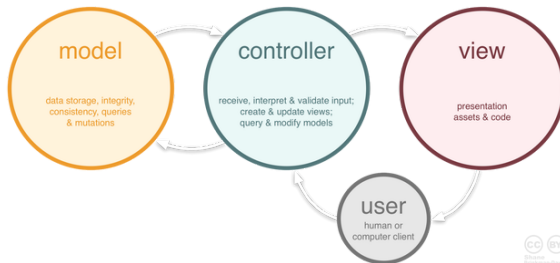 model
data storage, integrity,
consistency, queries
& mutations
controller
receive, interpret & validate input;
create & update views;
query & modify models
view
presentation
assets & code
user
human or
computer client
CC BY